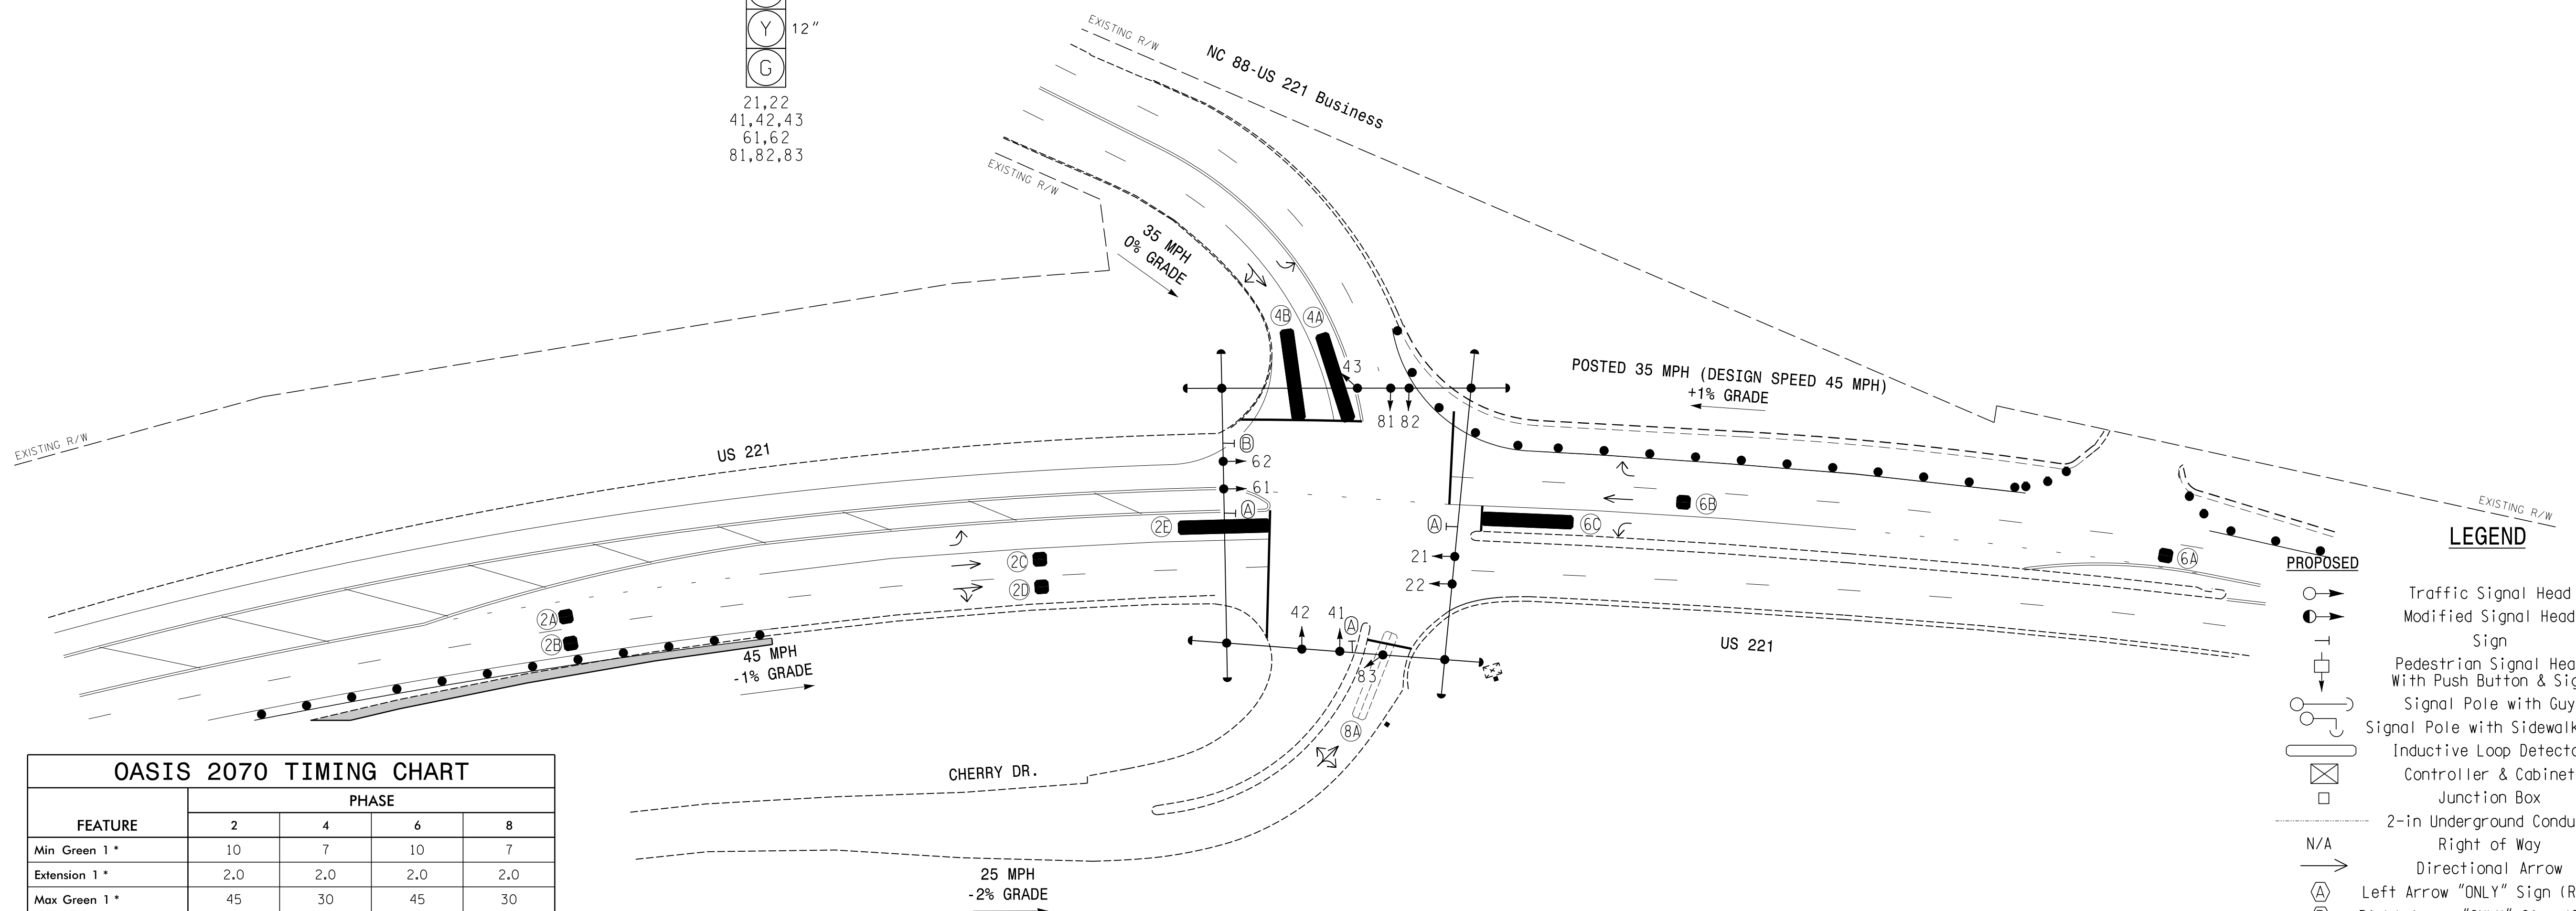 Y 12"
G
21,22
41,42,43
61,62
81,82,83
EXISTING R/W
NC 88-US 221 Business
EXISTING R/W
35 MPH
0% GRADE
4B
4A
43
81 82
POSTED 35 MPH (DESIGN SPEED 45 MPH)
+1% GRADE
EXISTING R/W
US 221
B
62
61
A
2E
A
6C
6B
6A
EXISTING R/W
21
22
2C
2D
2A
2B
42
41
A
83
8A
US 221
45 MPH
-1% GRADE
CHERRY DR.
25 MPH
-2% GRADE
OASIS 2070 TIMING CHART
FEATURE
PHASE
2 4 6 8
Min Green 1 * 10 7 10 7
Extension 1 * 2.0 2.0 2.0 2.0
Max Green 1 * 45 30 45 30
LEGEND
PROPOSED
Traffic Signal Head
Modified Signal Head
Sign
Pedestrian Signal Hea
With Push Button & Sig
Signal Pole with Guy
Signal Pole with Sidewalk
Inductive Loop Detecto
Controller & Cabinet
Junction Box
2-in Underground Condu
N/A Right of Way
Directional Arrow
A Left Arrow "ONLY" Sign (R